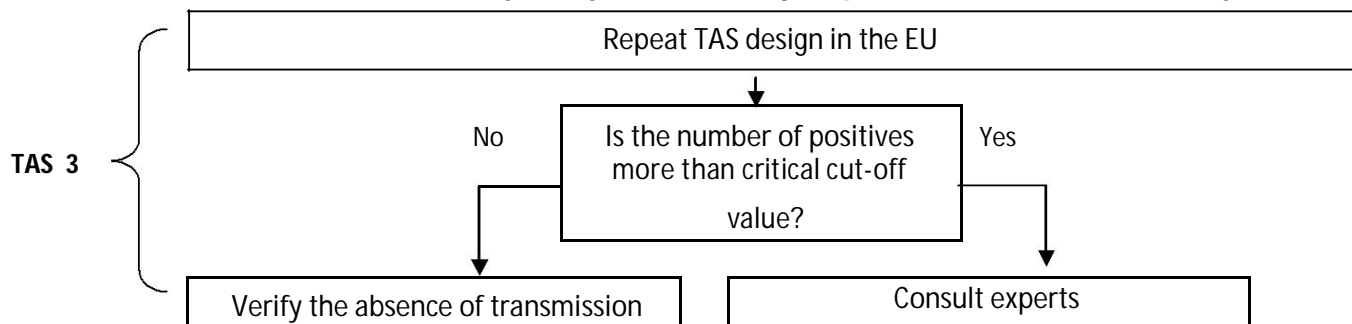 Repeat TAS design in the EU
No
Is the number of positives
more than critical cut-off
value?
Yes
TAS 3
Verify the absence of transmission
Consult experts